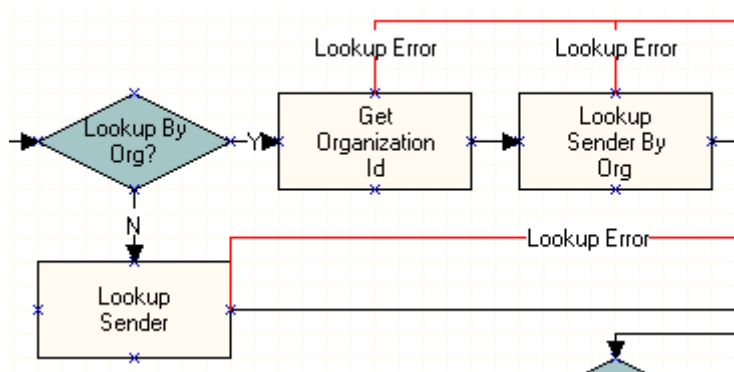 Lookup Error
Lookup Error
Lookup By
Org?
Y
Get
Organization
Id
Lookup
Sender By
Org
N
Lookup Error
Lookup
Sender